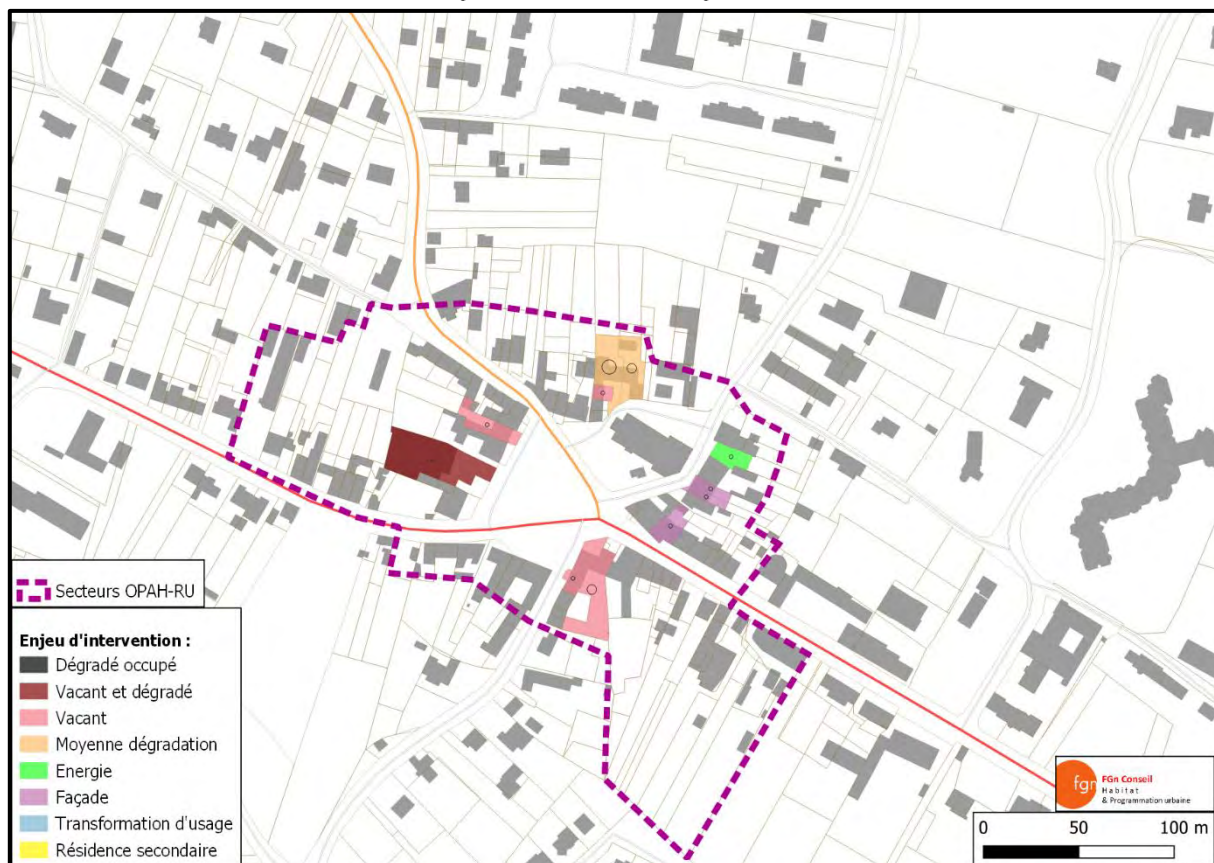 Secteurs OPAH-RU
Enjeu d'intervention :
Dégradé occupé
Vacant et dégradé
Vacant
Moyenne dégradation
Energie
Façade
Transformation d'usage
Résidence secondaire
fgn
FGn Conseil
Habitat
& Programmation urbaine
0 50 100 m